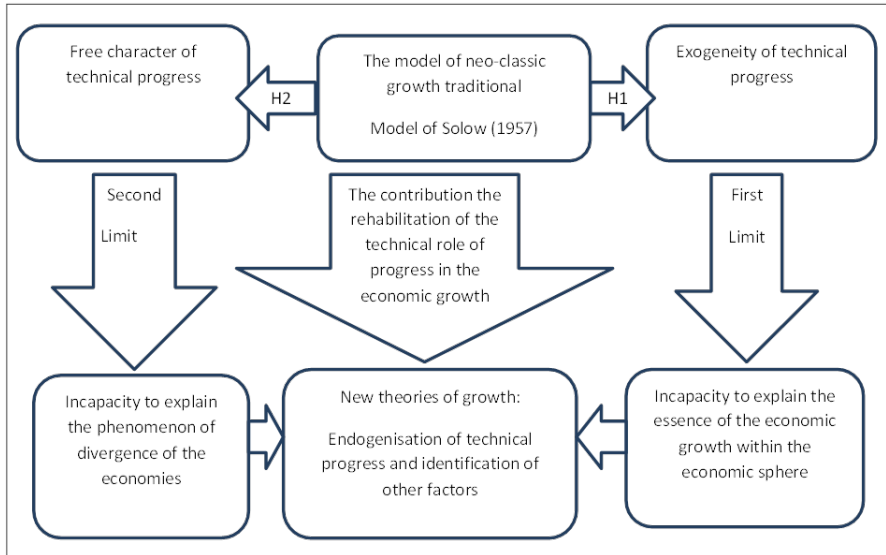 Free character of
technical progress
H2
The model of neo-classic
growth traditional
Model of Solow (1957)
H1
Exogeneity of technical
progress
Second
Limit
The contribution the
rehabilitation of the
technical role of
progress in the
economic growth
First
Limit
Incapacity to explain
the phenomenon of
divergence of the
economies
New theories of growth:
Endogenisation of technical
progress and identification of
other factors
Incapacity to explain the
essence of the economic
growth within the
economic sphere